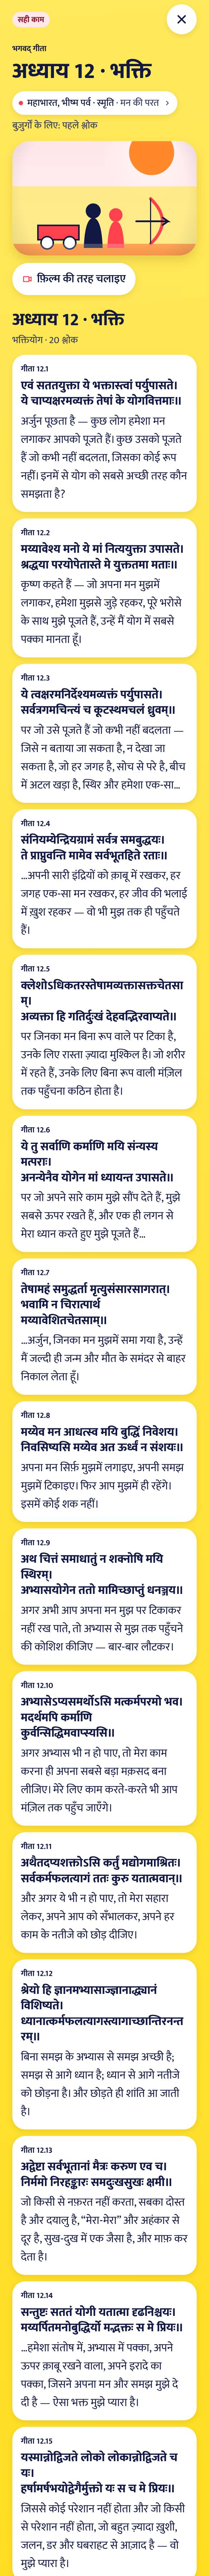 सही काम
×
भगवद् गीता
अध्याय 12 · भक्ति
महाभारत, भीष्म पर्व · स्मृति · मन की परत ›
बुज़ुर्गों के लिए: पहले श्लोक
फ़िल्म की तरह चलाइए
अध्याय 12 · भक्ति
भक्तियोग · 20 श्लोक
गीता 12.1
एवं सततयुक्ता ये भक्तास्त्वां पर्युपासते।
ये चाप्यक्षरमव्यक्तं तेषां के योगवित्तमाः॥
अर्जुन पूछता है — कुछ लोग हमेशा मन
लगाकर आपको पूजते हैं। कुछ उसको पूजते
हैं जो कभी नहीं बदलता, जिसका कोई रूप
नहीं। इनमें से योग को सबसे अच्छी तरह कौन
समझता है?
गीता 12.2
मय्यावेश्य मनो ये मां नित्ययुक्ता उपासते।
श्रद्धया परयोपेतास्ते मे युक्ततमा मताः॥
कृष्ण कहते हैं — जो अपना मन मुझमें
लगाकर, हमेशा मुझसे जुड़े रहकर, पूरे भरोसे
के साथ मुझे पूजते हैं, उन्हें मैं योग में सबसे
पक्का मानता हूँ।
गीता 12.3
ये त्वक्षरमनिर्देश्यमव्यक्तं पर्युपासते।
सर्वत्रगमचिन्त्यं च कूटस्थमचलं ध्रुवम्॥
पर जो उसे पूजते हैं जो कभी नहीं बदलता —
जिसे न बताया जा सकता है, न देखा जा
सकता है, जो हर जगह है, सोच से परे है, बीच
में अटल खड़ा है, स्थिर और हमेशा एक-सा...
गीता 12.4
संनियम्येन्द्रियग्रामं सर्वत्र समबुद्धयः।
ते प्राप्नुवन्ति मामेव सर्वभूतहिते रताः॥
...अपनी सारी इंद्रियों को क़ाबू में रखकर, हर
जगह एक-सा मन रखकर, हर जीव की भलाई
में ख़ुश रहकर — वो भी मुझ तक ही पहुँचते
हैं।
गीता 12.5
क्लेशोऽधिकतरस्तेषामव्यक्तासक्तचेतसा
म्।
अव्यक्ता हि गतिर्दुःखं देहवद्भिरवाप्यते॥
पर जिनका मन बिना रूप वाले पर टिका है,
उनके लिए रास्ता ज़्यादा मुश्किल है। जो शरीर
में रहते हैं, उनके लिए बिना रूप वाली मंज़िल
तक पहुँचना कठिन होता है।
गीता 12.6
ये तु सर्वाणि कर्माणि मयि संन्यस्य
मत्पराः।
अनन्येनैव योगेन मां ध्यायन्त उपासते॥
पर जो अपने सारे काम मुझे सौंप देते हैं, मुझे
सबसे ऊपर रखते हैं, और एक ही लगन से
मेरा ध्यान करते हुए मुझे पूजते हैं...
गीता 12.7
तेषामहं समुद्धर्ता मृत्युसंसारसागरात्।
भवामि न चिरात्पार्थ
मय्यावेशितचेतसाम्॥
...अर्जुन, जिनका मन मुझमें समा गया है, उन्हें
मैं जल्दी ही जन्म और मौत के समंदर से बाहर
निकाल लेता हूँ।
गीता 12.8
मय्येव मन आधत्स्व मयि बुद्धिं निवेशय।
निवसिष्यसि मय्येव अत ऊर्ध्वं न संशयः॥
अपना मन सिर्फ़ मुझमें लगाइए, अपनी समझ
मुझमें टिकाइए। फिर आप मुझमें ही रहेंगे।
इसमें कोई शक नहीं।
गीता 12.9
अथ चित्तं समाधातुं न शक्नोषि मयि
स्थिरम्।
अभ्यासयोगेन ततो मामिच्छाप्तुं धनञ्जय॥
अगर अभी आप अपना मन मुझ पर टिकाकर
नहीं रख पाते, तो अभ्यास से मुझ तक पहुँचने
की कोशिश कीजिए — बार-बार लौटकर।
गीता 12.10
अभ्यासेऽप्यसमर्थोऽसि मत्कर्मपरमो भव।
मदर्थमपि कर्माणि
कुर्वन्सिद्धिमवाप्स्यसि॥
अगर अभ्यास भी न हो पाए, तो मेरा काम
करना ही अपना सबसे बड़ा मक़सद बना
लीजिए। मेरे लिए काम करते-करते भी आप
मंज़िल तक पहुँच जाएँगे।
गीता 12.11
अथैतदप्यशक्तोऽसि कर्तुं मद्योगमाश्रितः।
सर्वकर्मफलत्यागं ततः कुरु यतात्मवान्॥
और अगर ये भी न हो पाए, तो मेरा सहारा
लेकर, अपने आप को सँभालकर, अपने हर
काम के नतीजे को छोड़ दीजिए।
गीता 12.12
श्रेयो हि ज्ञानमभ्यासाज्ज्ञानाद्ध्यानं
विशिष्यते।
ध्यानात्कर्मफलत्यागस्त्यागाच्छान्तिरनन्त
रम्॥
बिना समझ के अभ्यास से समझ अच्छी है;
समझ से आगे ध्यान है; ध्यान से आगे नतीजे
को छोड़ना है। और छोड़ते ही शांति आ जाती
है।
गीता 12.13
अद्वेष्टा सर्वभूतानां मैत्रः करुण एव च।
निर्ममो निरहङ्कारः समदुःखसुखः क्षमी॥
जो किसी से नफ़रत नहीं करता, सबका दोस्त
है और दयालु है, "मेरा-मेरा" और अहंकार से
दूर है, सुख-दुख में एक जैसा है, और माफ़ कर
देता है।
गीता 12.14
सन्तुष्टः सततं योगी यतात्मा दृढनिश्चयः।
मय्यर्पितमनोबुद्धिर्यो मद्भक्तः स मे प्रियः॥
...हमेशा संतोष में, अभ्यास में पक्का, अपने
ऊपर क़ाबू रखने वाला, अपने इरादे का
पक्का, जिसने अपना मन और समझ मुझे दे
दी है — ऐसा भक्त मुझे प्यारा है।
गीता 12.15
यस्मान्नोद्विजते लोको लोकान्नोद्विजते च
यः।
हर्षामर्षभयोद्वेगैर्मुक्तो यः स च मे प्रियः॥
जिससे कोई परेशान नहीं होता और जो किसी
से परेशान नहीं होता, जो बहुत ज़्यादा ख़ुशी,
जलन, डर और घबराहट से आज़ाद है — वो
मुझे प्यारा है।